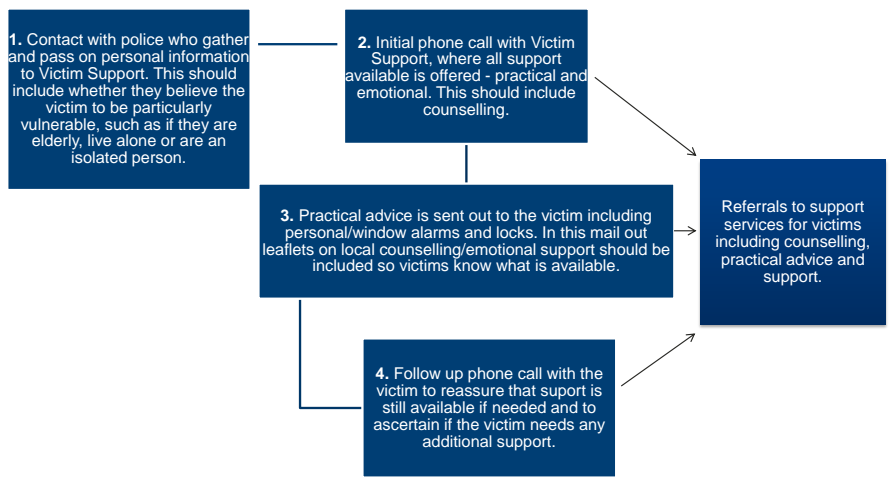 1. Contact with police who gather
and pass on personal information
to Victim Support. This should
include whether they believe the
victim to be particularly
vulnerable, such as if they are
elderly, live alone or are an
isolated person.
2. Initial phone call with Victim
Support, where all support
available is offered - practical and
emotional. This should include
counselling.
3. Practical advice is sent out to the victim including
personal/window alarms and locks. In this mail out
leaflets on local counselling/emotional support should be
included so victims know what is available.
4. Follow up phone call with the
victim to reassure that suport is
still available if needed and to
ascertain if the victim needs any
additional support.
Referrals to support
services for victims
including counselling,
practical advice and
support.